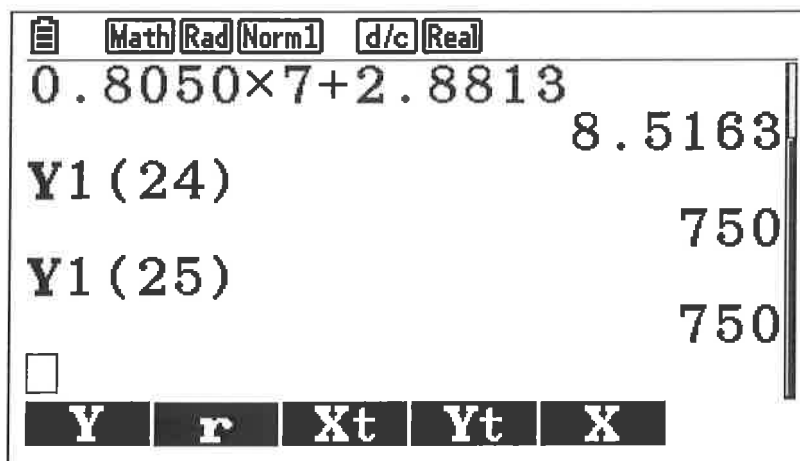 Math Rad Norm1 d/c Real
0.8050×7+2.8813
8.5163
Y1(24)
750
Y1(25)
750
Y r Xt Yt X